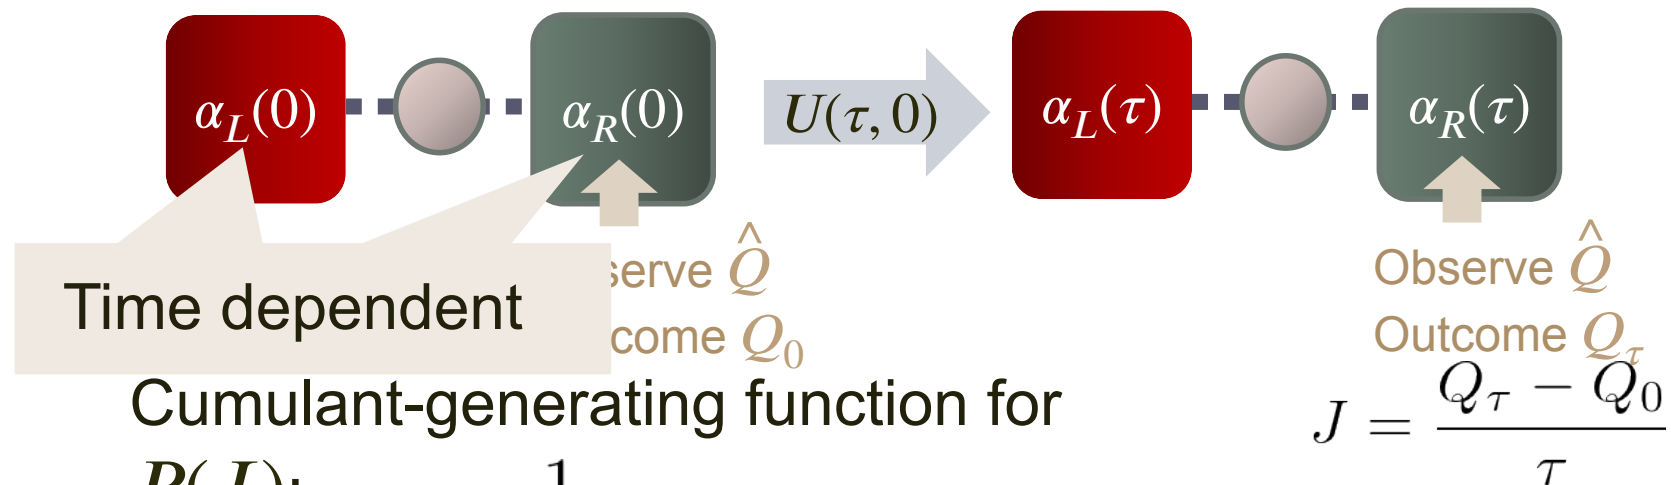 α_L(0) α_R(0) U(τ, 0) α_L(τ) α_R(τ)
serve Q̂ Observe Q̂
Time dependent
come Q_0 Outcome Q_τ
Cumulant-generating function for J = (Q_τ − Q_0)/τ
P(J): 1